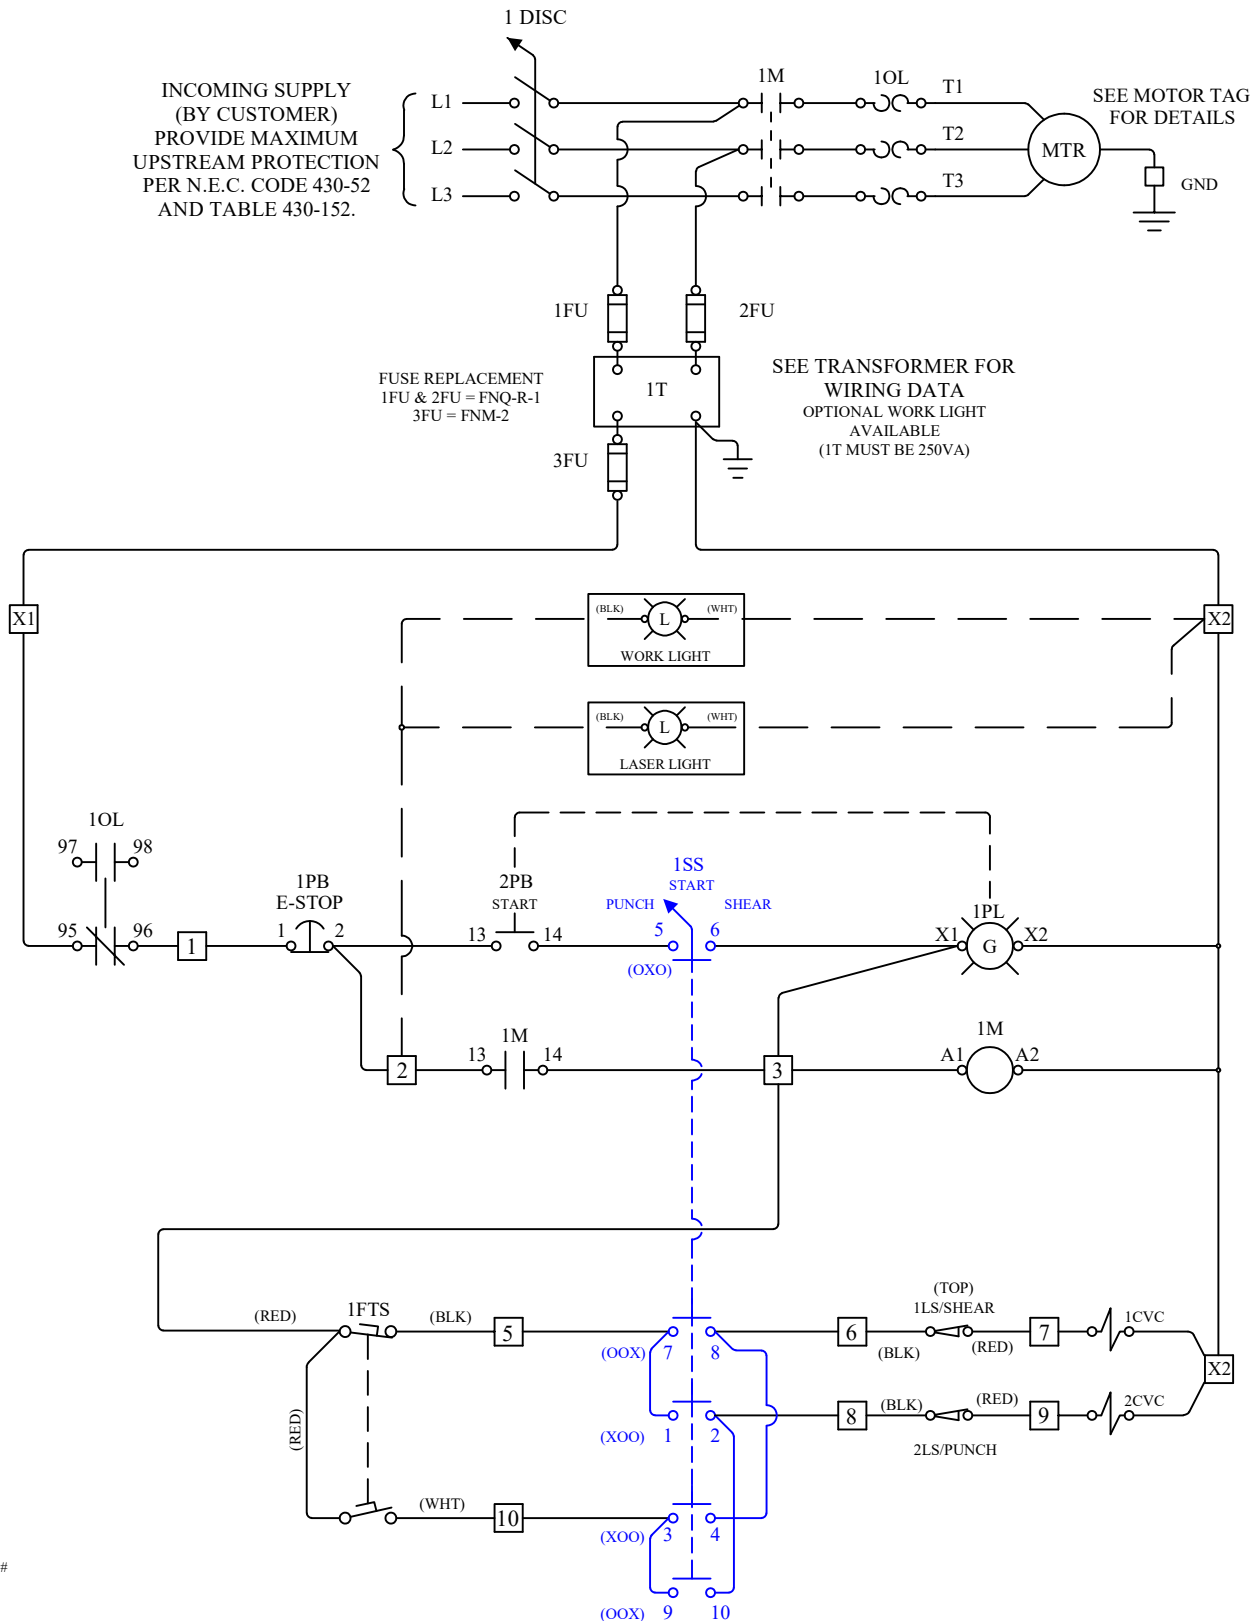 1 DISC
INCOMING SUPPLY
(BY CUSTOMER)
PROVIDE MAXIMUM
UPSTREAM PROTECTION
PER N.E.C. CODE 430-52
AND TABLE 430-152.
L1
L2
L3
1M
1OL
T1
T2
T3
MTR
SEE MOTOR TAG
FOR DETAILS
GND
1FU
2FU
FUSE REPLACEMENT
1FU & 2FU = FNQ-R-1
3FU = FNM-2
1T
SEE TRANSFORMER FOR
WIRING DATA
OPTIONAL WORK LIGHT
AVAILABLE
(1T MUST BE 250VA)
3FU
X1
(BLK) L (WHT)
WORK LIGHT
X2
(BLK) L (WHT)
LASER LIGHT
1OL
97 98
95 96
1
1PB
E-STOP
1 2
2PB
START
13 14
1SS
START
PUNCH SHEAR
5 6
(OXO)
1PL
X1 G X2
2
1M
13 14
3
1M
A1 A2
(RED)
1FTS
(BLK)
5
(OOX) 7 8
6
(BLK)
(TOP)
1LS/SHEAR
(RED)
7
1CVC
X2
(RED)
(XOO) 1 2
8
(BLK)
(RED)
9
2CVC
2LS/PUNCH
(WHT)
10
(XOO) 3 4
(OOX) 9 10
#